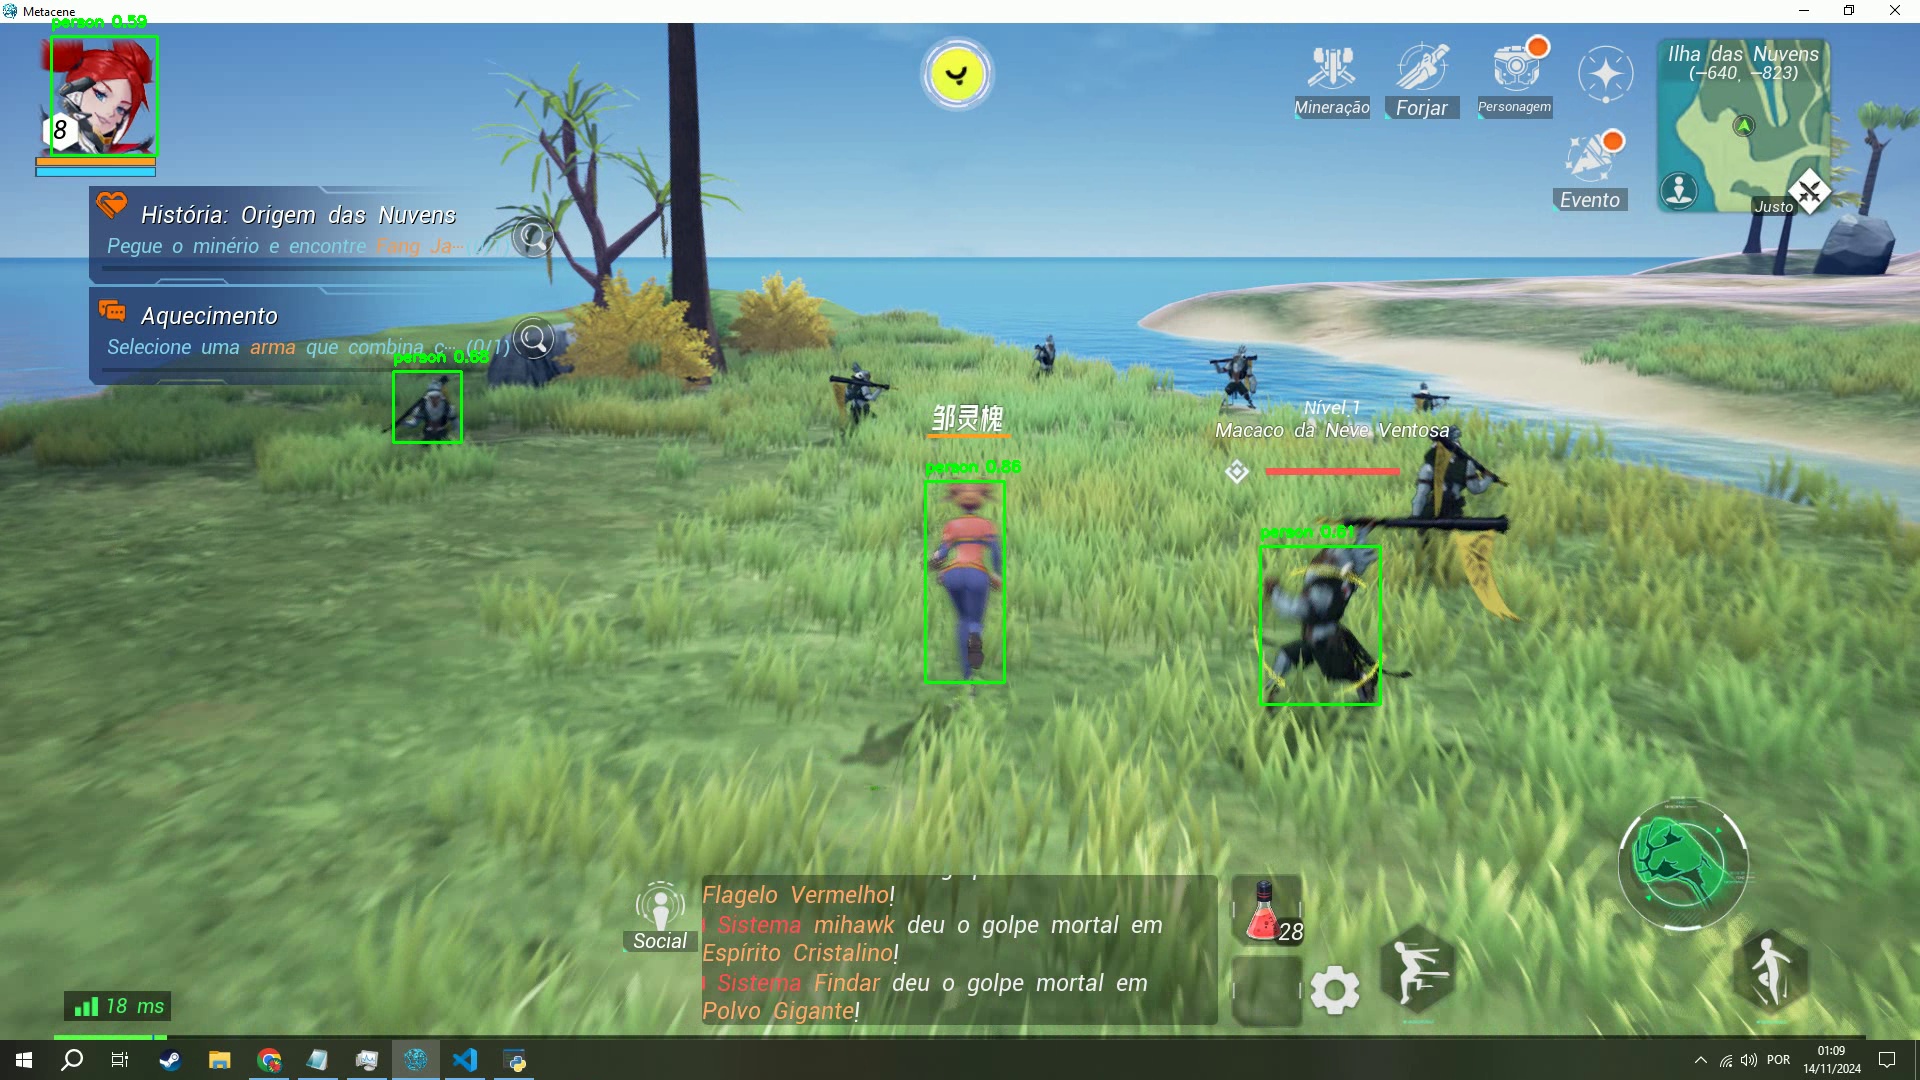 Metacene
person 0.59
8
Mineração
Forjar
Personagem
Evento
Ilha das Nuvens
(-640, -823)
Justo
História: Origem das Nuvens
Pegue o minério e encontre Fang Ja... (0/1)
Aquecimento
Selecione uma arma que combina c... (0/1)
person 0.68
邹灵槐
person 0.86
Nível 1
Macaco da Neve Ventosa
person 0.81
Social
Flagelo Vermelho!
Sistema mihawk deu o golpe mortal em
Espírito Cristalino!
Sistema Findar deu o golpe mortal em
Polvo Gigante!
28
18 ms
POR
01:09
14/11/2024